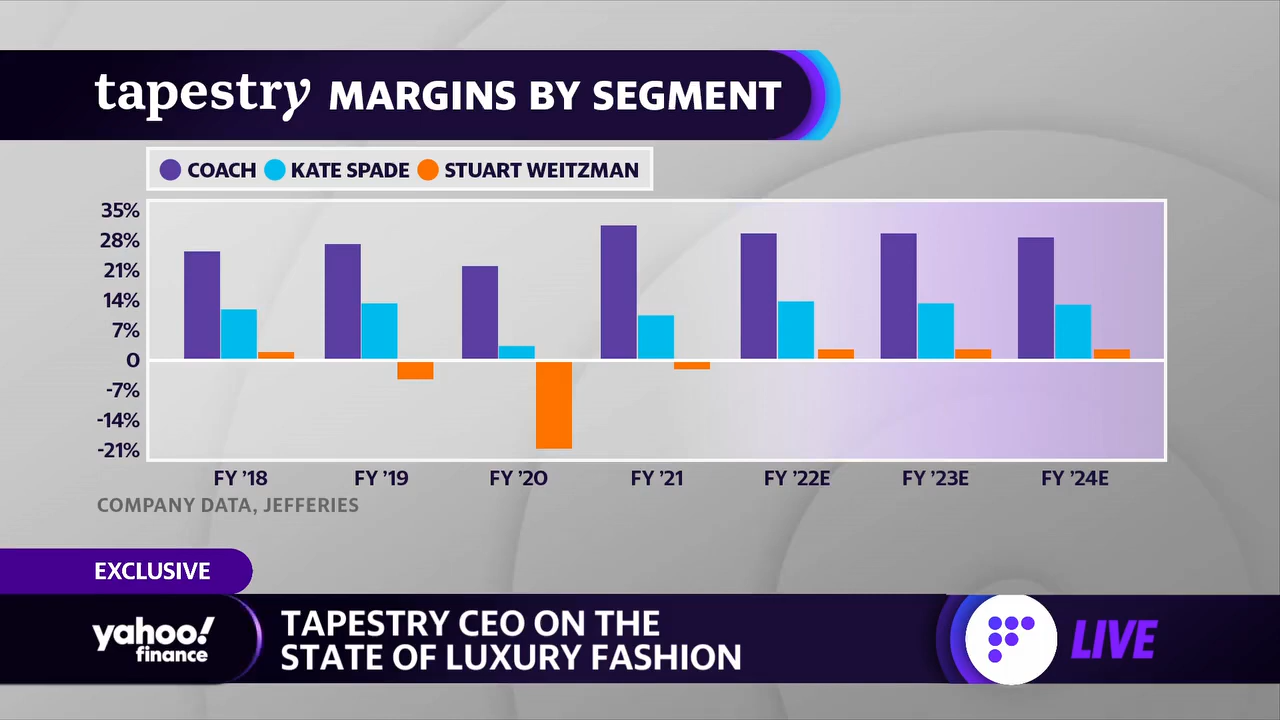 tapestry MARGINS BY SEGMENT
COACH KATE SPADE STUART WEITZMAN
35%
28%
21%
14%
7%
0
-7%
-14%
-21%
FY ’18 FY ’19 FY ’20 FY ’21 FY ’22E FY ’23E FY ’24E
COMPANY DATA, JEFFERIES
EXCLUSIVE
yahoo!
finance
TAPESTRY CEO ON THE
STATE OF LUXURY FASHION
LIVE